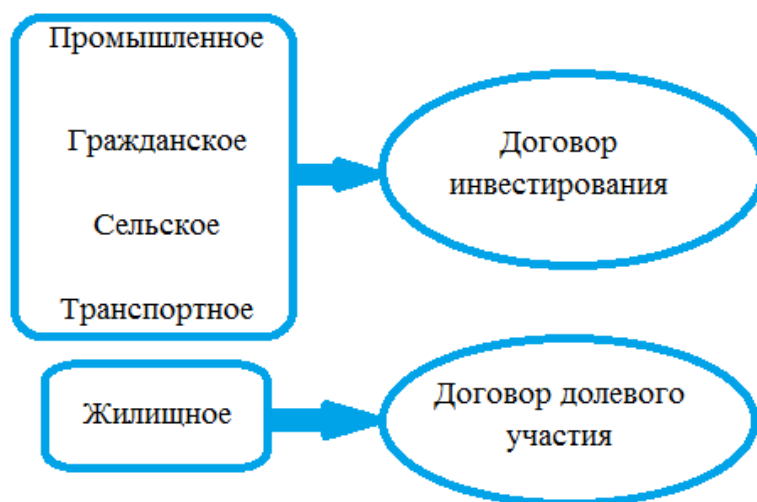 Промышленное
Гражданское
Сельское
Транспортное
Договор
инвестирования
Жилищное
Договор долевого
участия